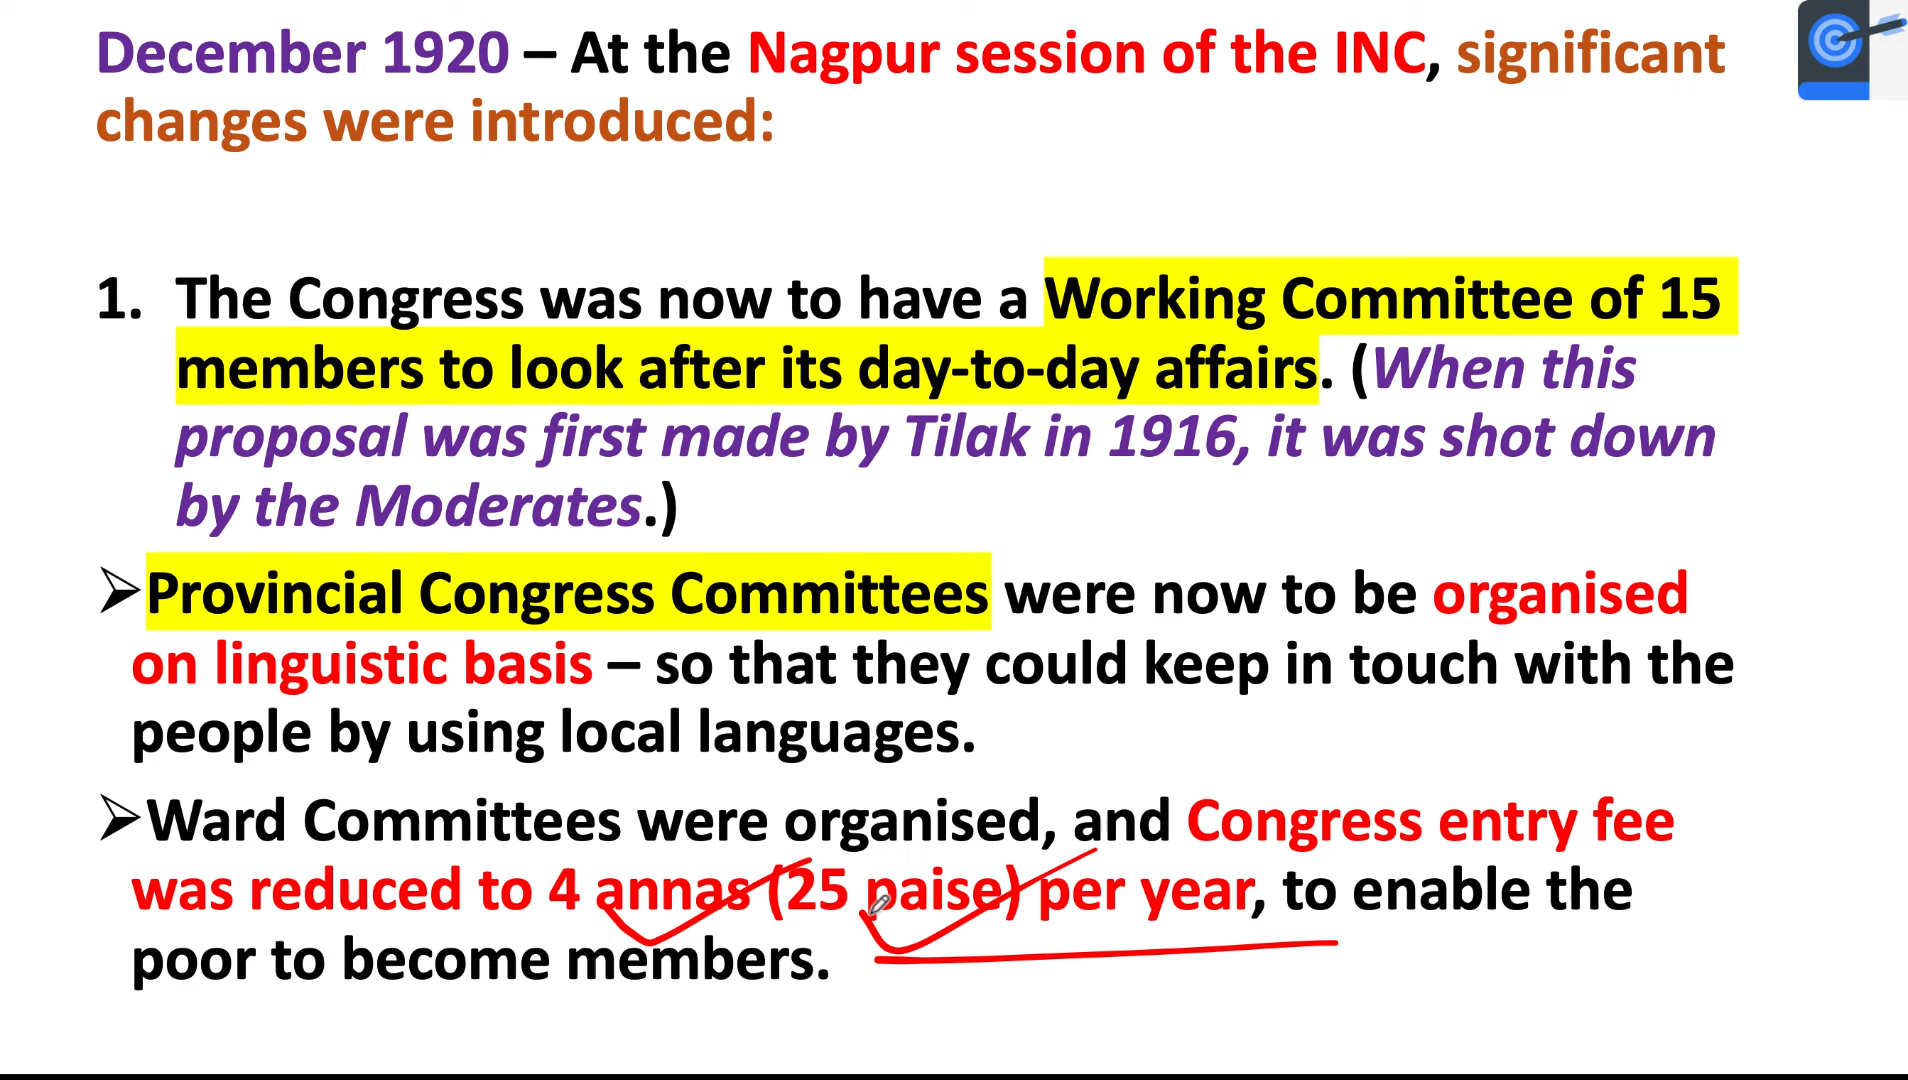 December 1920 – At the Nagpur session of the INC, significant
changes were introduced:
1. The Congress was now to have a Working Committee of 15
members to look after its day-to-day affairs. (When this
proposal was first made by Tilak in 1916, it was shot down
by the Moderates.)
➢Provincial Congress Committees were now to be organised
on linguistic basis – so that they could keep in touch with the
people by using local languages.
➢Ward Committees were organised, and Congress entry fee
was reduced to 4 annas (25 paise) per year, to enable the
poor to become members.